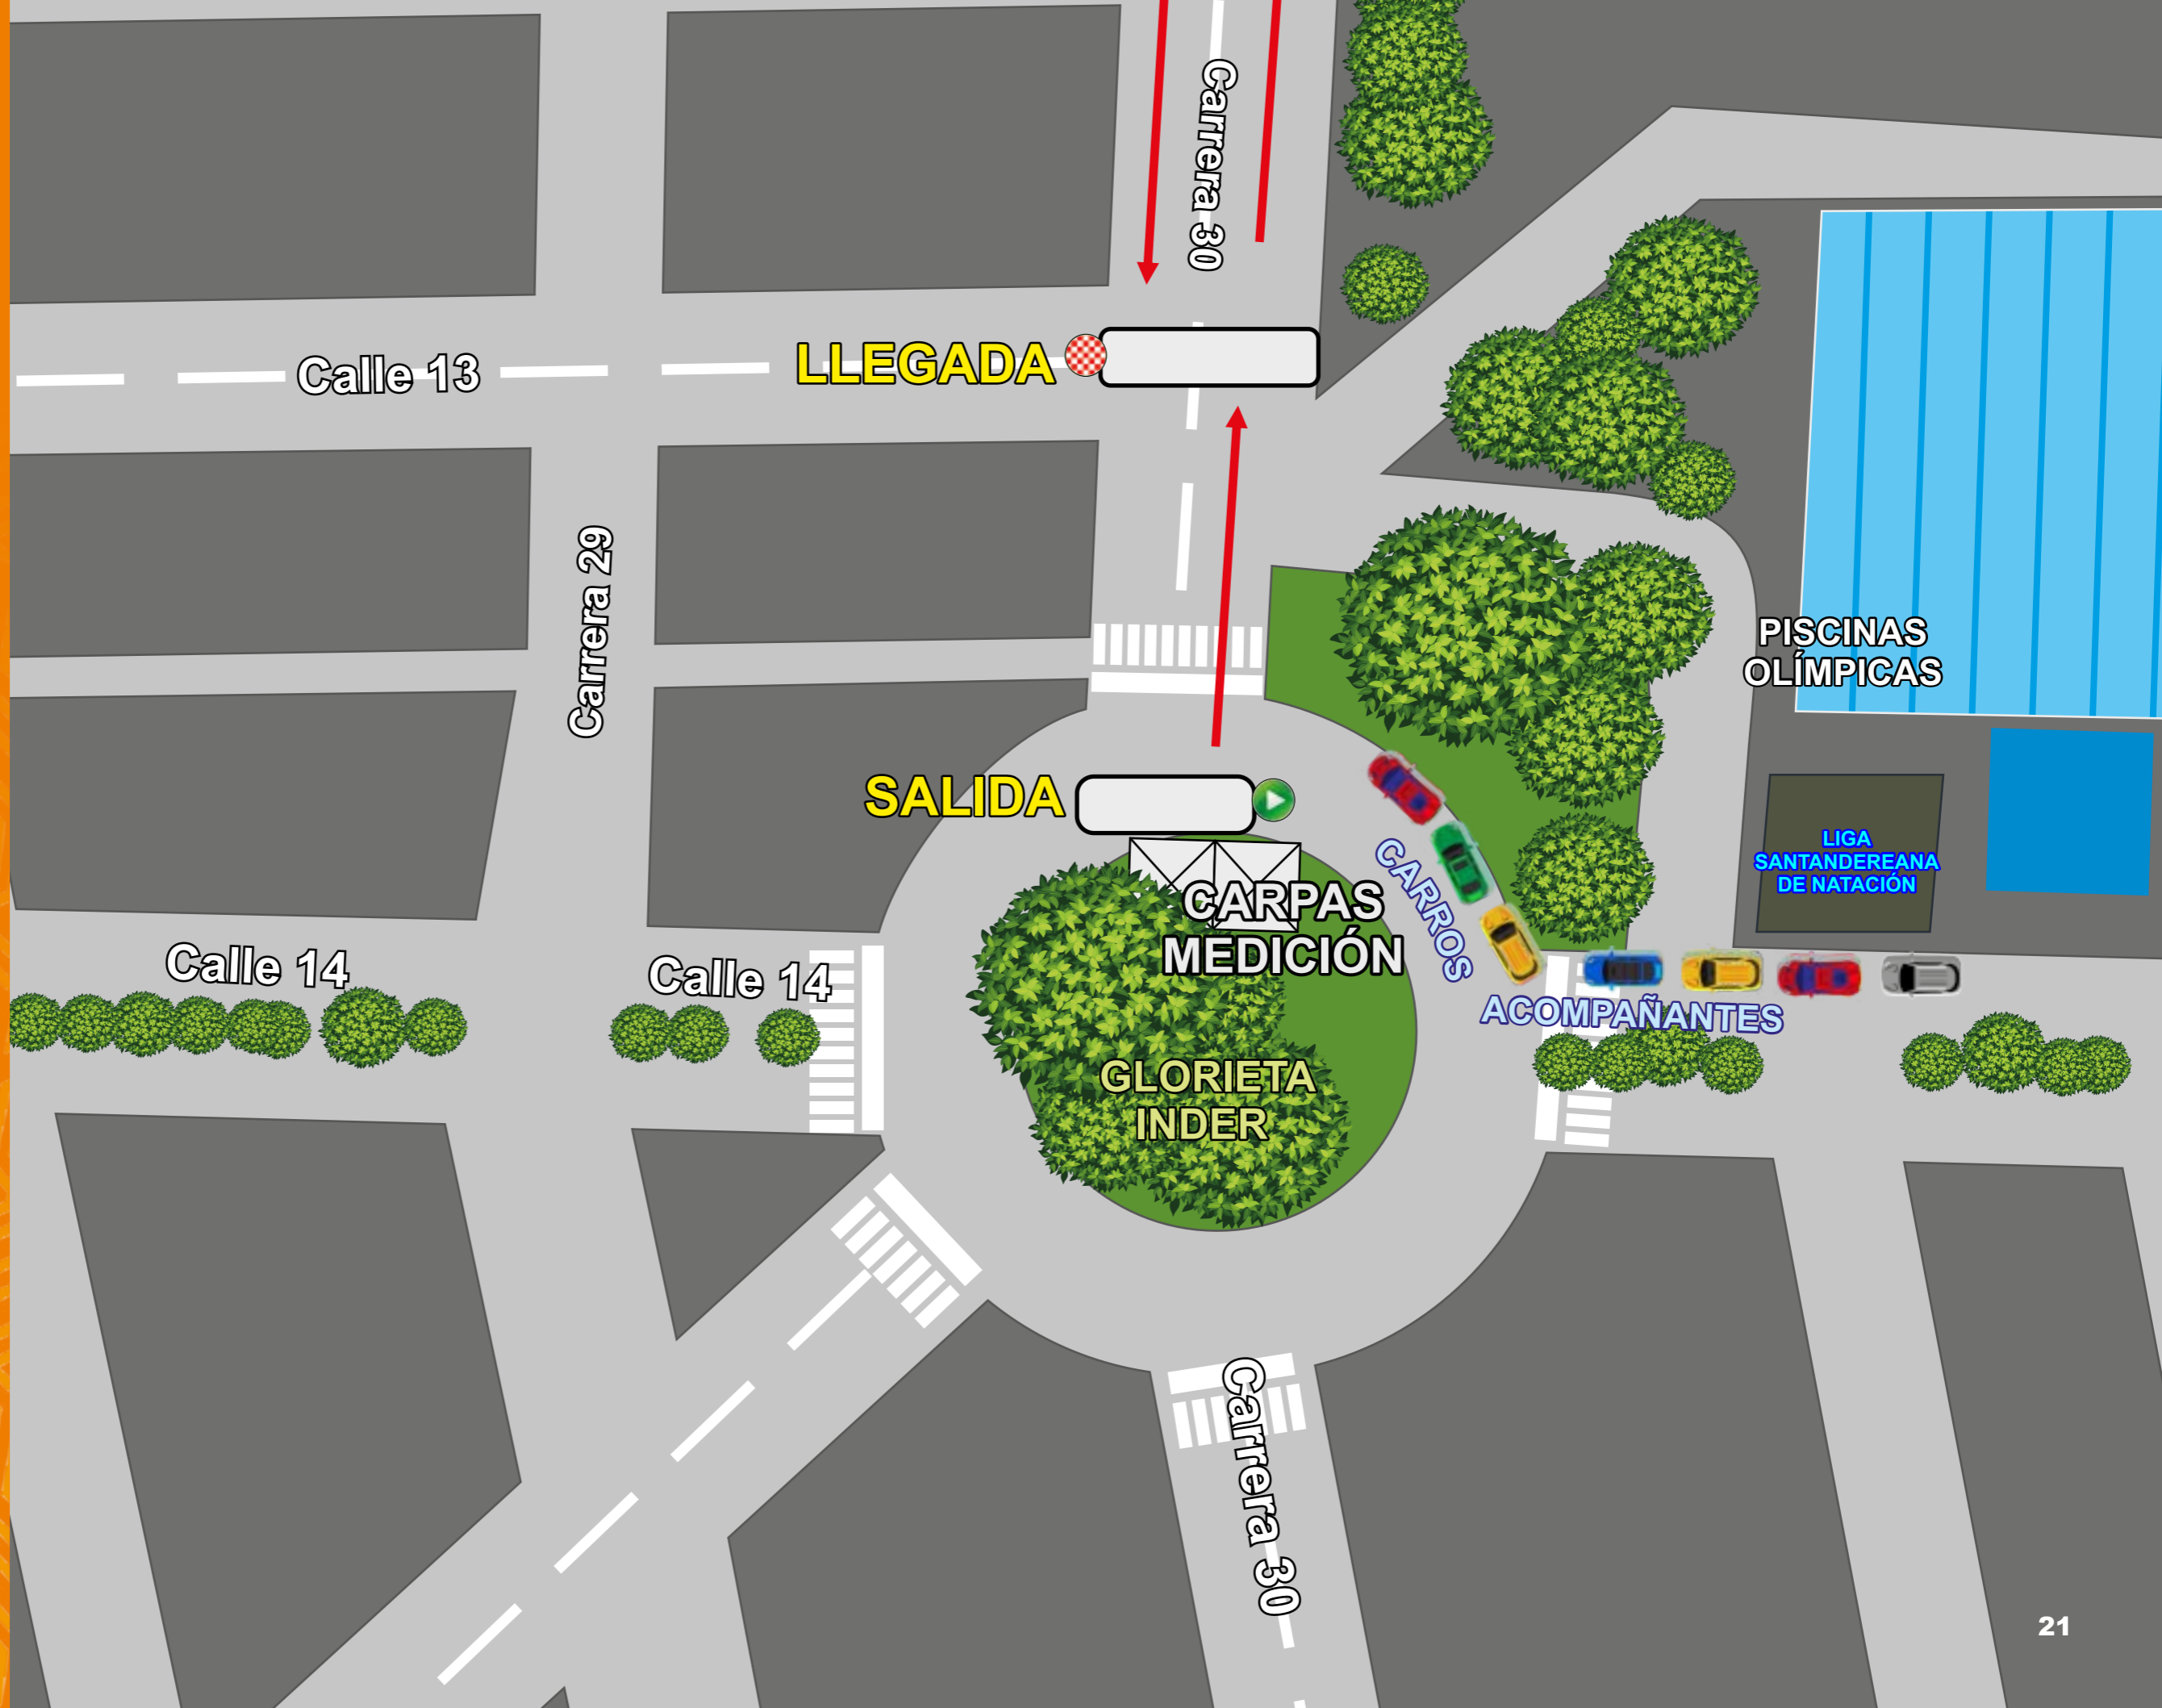 Carrera 30
Calle 13
LLEGADA
Carrera 29
PISCINAS
OLÍMPICAS
SALIDA
LIGA
SANTANDEREANA
DE NATACIÓN
CARROS
CARPAS
MEDICIÓN
Calle 14
Calle 14
ACOMPAÑANTES
GLORIETA
INDER
Carrera 30
21